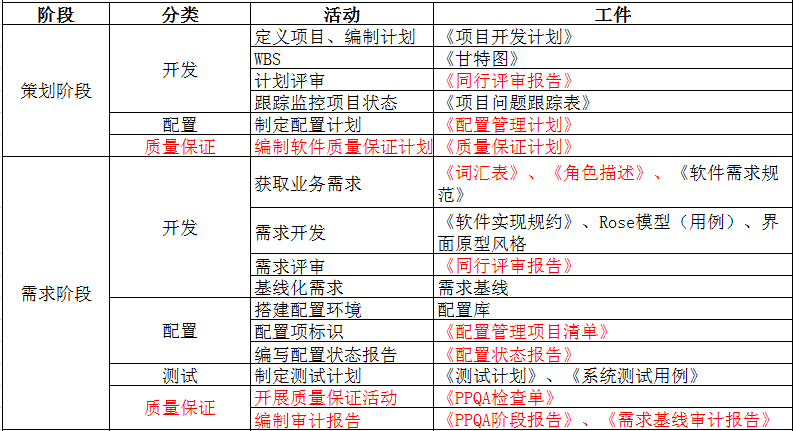 阶段 分类 活动 工件
策划阶段 开发 定义项目、编制计划 《项目开发计划》
WBS 《甘特图》
计划评审 《同行评审报告》
跟踪监控项目状态 《项目问题跟踪表》
配置 制定配置计划 《配置管理计划》
质量保证 编制软件质量保证计划 《质量保证计划》
需求阶段 开发 获取业务需求 《词汇表》、《角色描述》、《软件需求规
范》
需求开发 《软件实现规约》、Rose模型（用例）、界
面原型风格
需求评审 《同行评审报告》
基线化需求 需求基线
配置 搭建配置环境 配置库
配置项标识 《配置管理项目清单》
编写配置状态报告 《配置状态报告》
测试 制定测试计划 《测试计划》、《系统测试用例》
质量保证 开展质量保证活动 《PPQA检查单》
编制审计报告 《PPQA阶段报告》、《需求基线审计报告》